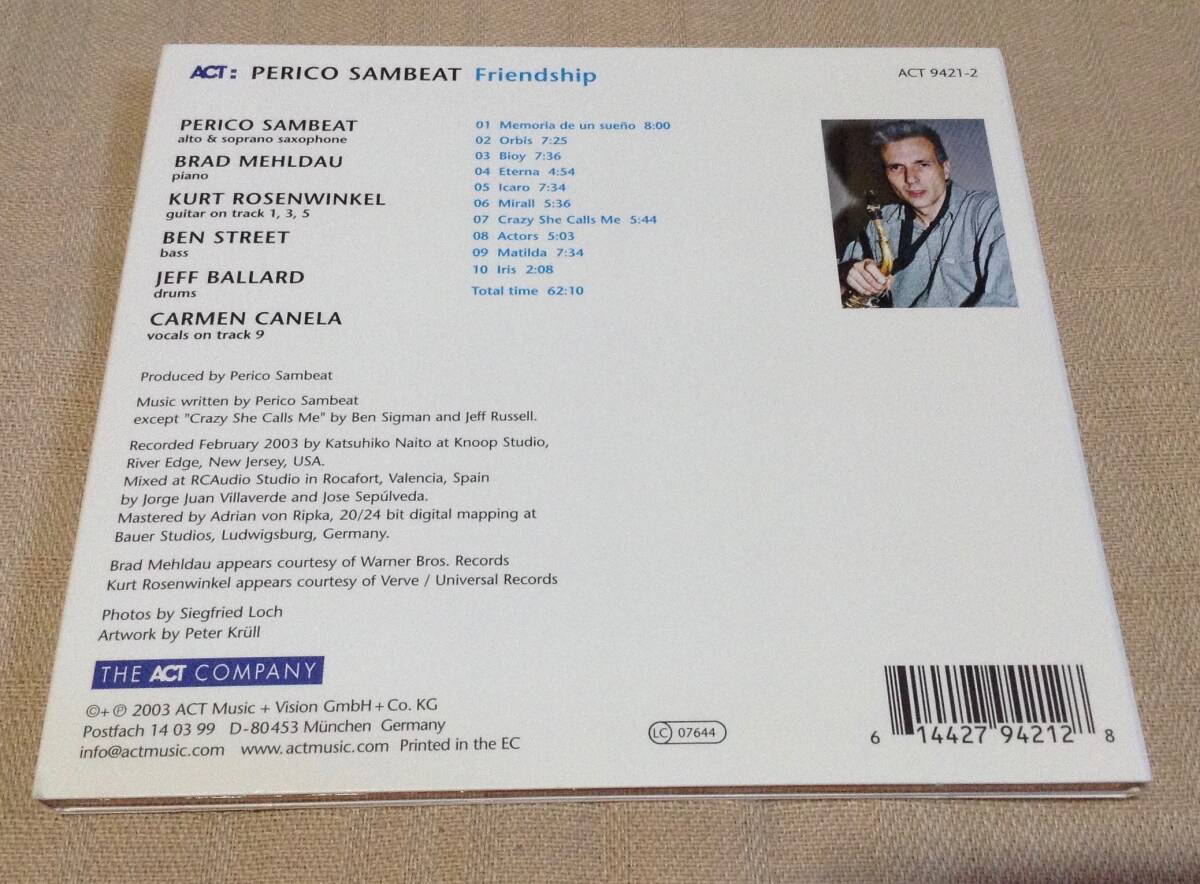 ACT: PERICO SAMBEAT Friendship
ACT 9421-2
PERICO SAMBEAT
alto & soprano saxophone
BRAD MEHLDAU
piano
KURT ROSENWINKEL
guitar on track 1, 3, 5
BEN STREET
bass
JEFF BALLARD
drums
CARMEN CANELA
vocals on track 9
01 Memoria de un sueño 8:00
02 Orbis 7:25
03 Bioy 7:36
04 Eterna 4:54
05 Icaro 7:34
06 Mirall 5:36
07 Crazy She Calls Me 5:44
08 Actors 5:03
09 Matilda 7:34
10 Iris 2:08
Total time 62:10
Produced by Perico Sambeat
Music written by Perico Sambeat
except "Crazy She Calls Me" by Ben Sigman and Jeff Russell.
Recorded February 2003 by Katsuhiko Naito at Knoop Studio,
River Edge, New Jersey, USA.
Mixed at RCAudio Studio in Rocafort, Valencia, Spain
by Jorge Juan Villaverde and Jose Sepúlveda.
Mastered by Adrian von Ripka, 20/24 bit digital mapping at
Bauer Studios, Ludwigsburg, Germany.
Brad Mehldau appears courtesy of Warner Bros. Records
Kurt Rosenwinkel appears courtesy of Verve / Universal Records
Photos by Siegfried Loch
Artwork by Peter Krüll
THE ACT COMPANY
©+℗ 2003 ACT Music + Vision GmbH + Co. KG
Postfach 14 03 99 D-80453 München Germany
info@actmusic.com www.actmusic.com Printed in the EC
LC 07644
6 14427 94212 8